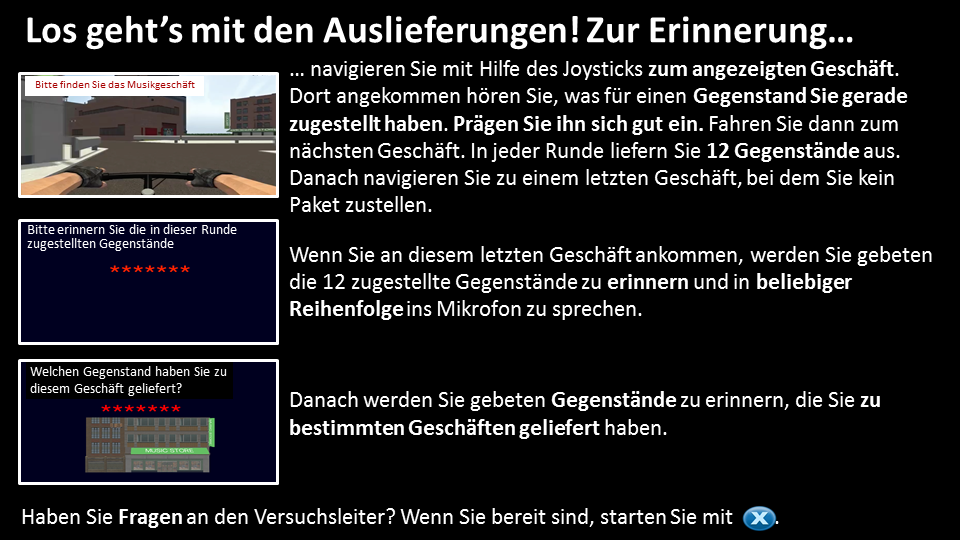 Los geht's mit den Auslieferungen! Zur Erinnerung…
Bitte finden Sie das Musikgeschäft
… navigieren Sie mit Hilfe des Joysticks zum angezeigten Geschäft.
Dort angekommen hören Sie, was für einen Gegenstand Sie gerade
zugestellt haben. Prägen Sie ihn sich gut ein. Fahren Sie dann zum
nächsten Geschäft. In jeder Runde liefern Sie 12 Gegenstände aus.
Danach navigieren Sie zu einem letzten Geschäft, bei dem Sie kein
Paket zustellen.
Bitte erinnern Sie die in dieser Runde
zugestellten Gegenstände
*******
Wenn Sie an diesem letzten Geschäft ankommen, werden Sie gebeten
die 12 zugestellte Gegenstände zu erinnern und in beliebiger
Reihenfolge ins Mikrofon zu sprechen.
Welchen Gegenstand haben Sie zu
diesem Geschäft geliefert?
*******
MUSIC STORE
Danach werden Sie gebeten Gegenstände zu erinnern, die Sie zu
bestimmten Geschäften geliefert haben.
Haben Sie Fragen an den Versuchsleiter? Wenn Sie bereit sind, starten Sie mit X.